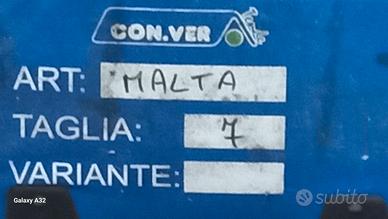 CON.VER
ART: MALTA
TAGLIA: 7
VARIANTE:
Galaxy A32
subito